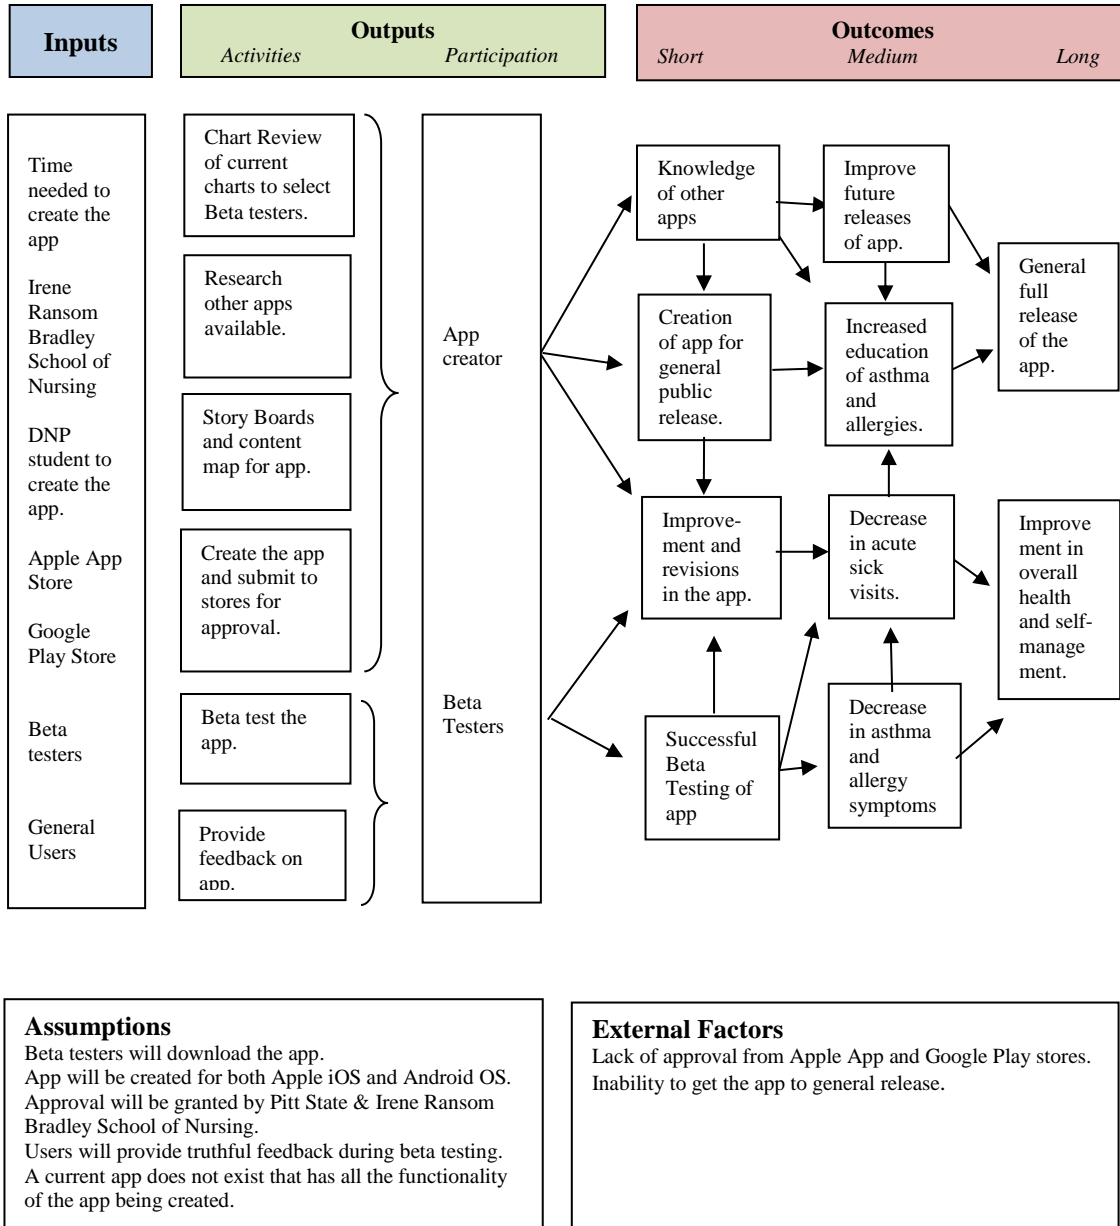 Inputs
Outputs
Activities Participation
Outcomes
Short Medium Long
Time
needed to
create the
app
Irene
Ransom
Bradley
School of
Nursing
DNP
student to
create the
app.
Apple App
Store
Google
Play Store
Beta
testers
General
Users
Chart Review
of current
charts to select
Beta testers.
Research
other apps
available.
Story Boards
and content
map for app.
Create the app
and submit to
stores for
approval.
Beta test the
app.
Provide
feedback on
app.
App
creator
Beta
Testers
Knowledge
of other
apps
Creation
of app for
general
public
release.
Improve-
ment and
revisions
in the app.
Successful
Beta
Testing of
app
Improve
future
releases
of app.
Increased
education
of asthma
and
allergies.
Decrease
in acute
sick
visits.
Decrease
in asthma
and
allergy
symptoms
General
full
release
of the
app.
Improve
ment in
overall
health
and self-
manage
ment.
Assumptions
Beta testers will download the app.
App will be created for both Apple iOS and Android OS.
Approval will be granted by Pitt State & Irene Ransom
Bradley School of Nursing.
Users will provide truthful feedback during beta testing.
A current app does not exist that has all the functionality
of the app being created.
External Factors
Lack of approval from Apple App and Google Play stores.
Inability to get the app to general release.